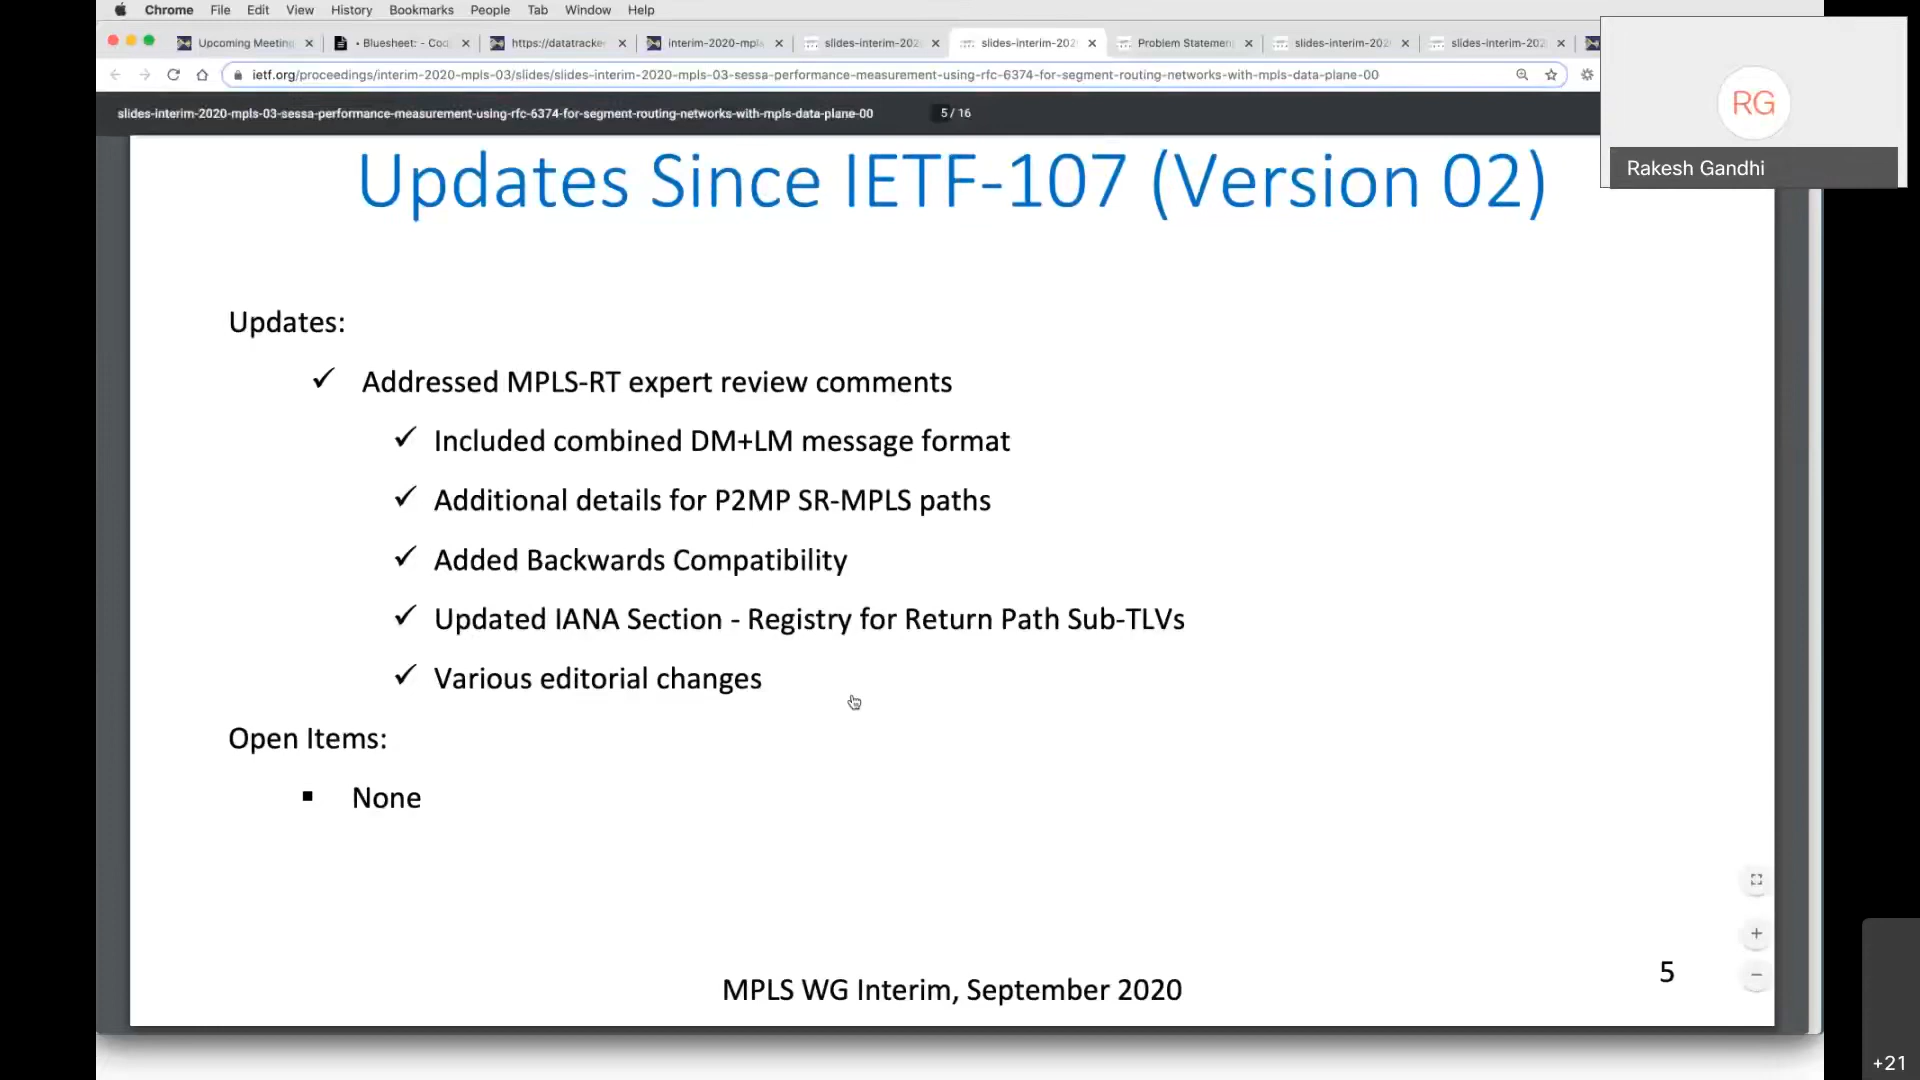 Chrome File Edit View History Bookmarks People Tab Window Help
Upcoming Meeting • Bluesheet: - Cod https://datatracke interim-2020-mpls slides-interim-202 slides-interim-202 Problem Statemen slides-interim-202 slides-interim-202
ietf.org/proceedings/interim-2020-mpls-03/slides/slides-interim-2020-mpls-03-sessa-performance-measurement-using-rfc-6374-for-segment-routing-networks-with-mpls-data-plane-00
slides-interim-2020-mpls-03-sessa-performance-measurement-using-rfc-6374-for-segment-routing-networks-with-mpls-data-plane-00 5 / 16
RG
Rakesh Gandhi
Updates Since IETF-107 (Version 02)
Updates:
✓ Addressed MPLS-RT expert review comments
✓ Included combined DM+LM message format
✓ Additional details for P2MP SR-MPLS paths
✓ Added Backwards Compatibility
✓ Updated IANA Section - Registry for Return Path Sub-TLVs
✓ Various editorial changes
Open Items:
▪ None
MPLS WG Interim, September 2020
5
+21